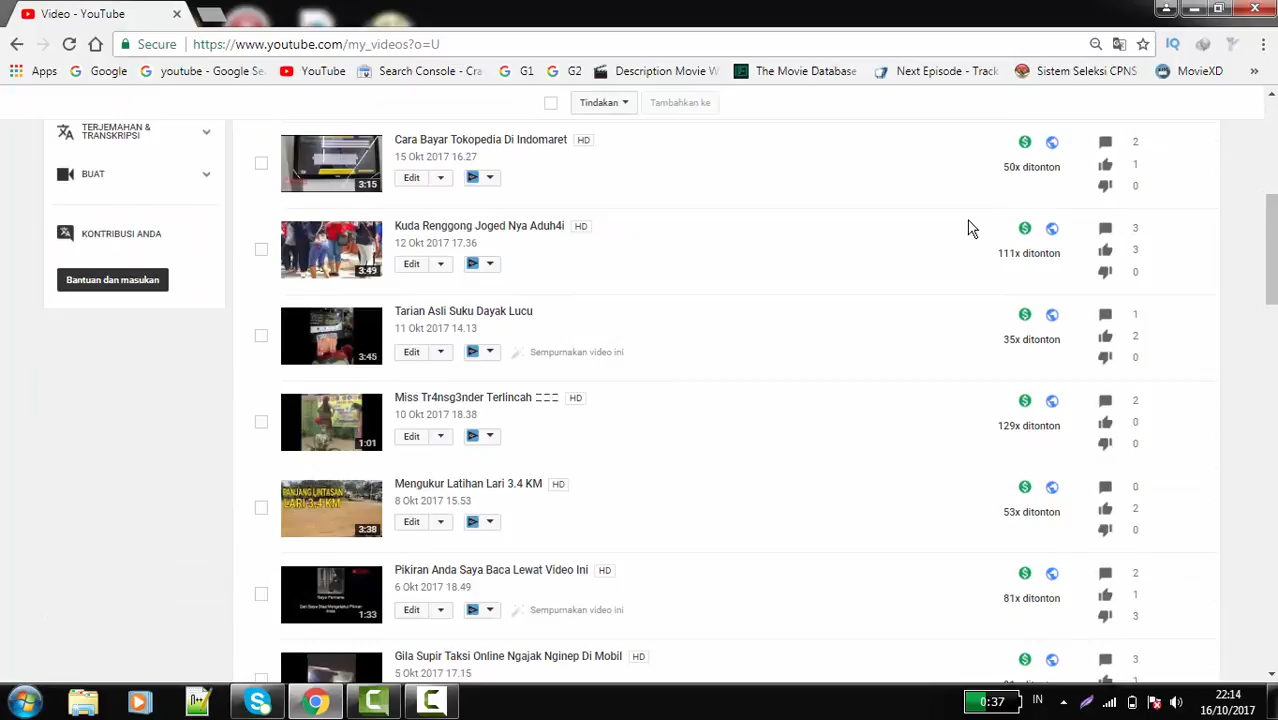 Video - YouTube
Secure https://www.youtube.com/my_videos?o=U
Apps Google youtube - Google Se YouTube Search Console - Cra G1 G2 Description Movie W The Movie Database Next Episode - Track Sistem Seleksi CPNS MovieXD »
Tindakan Tambahkan ke
TERJEMAHAN &
TRANSKRIPSI
BUAT
KONTRIBUSI ANDA
Bantuan dan masukan
Cara Bayar Tokopedia Di Indomaret HD 2
15 Okt 2017 16.27 50x ditonton 1
3:15 Edit 0
Kuda Renggong Joged Nya Aduh4i HD 3
12 Okt 2017 17.36 111x ditonton 3
3:49 Edit 0
Tarian Asli Suku Dayak Lucu 1
11 Okt 2017 14.13 35x ditonton 2
3:45 Edit Sempurnakan video ini 0
Miss Tr4nsg3nder Terlincah HD 2
10 Okt 2017 18.38 129x ditonton 0
1:01 Edit 0
Mengukur Latihan Lari 3.4 KM HD 0
8 Okt 2017 15.53 53x ditonton 2
PANJANG LINTASAN
LARI 3.4 KM
3:38 Edit 0
Pikiran Anda Saya Baca Lewat Video Ini HD 2
6 Okt 2017 18.49 81x ditonton 1
1:33 Edit Sempurnakan video ini 3
Gila Supir Taksi Online Ngajak Nginep Di Mobil HD 3
5 Okt 2017 17.15 1
0:37 IN 22:14
16/10/2017